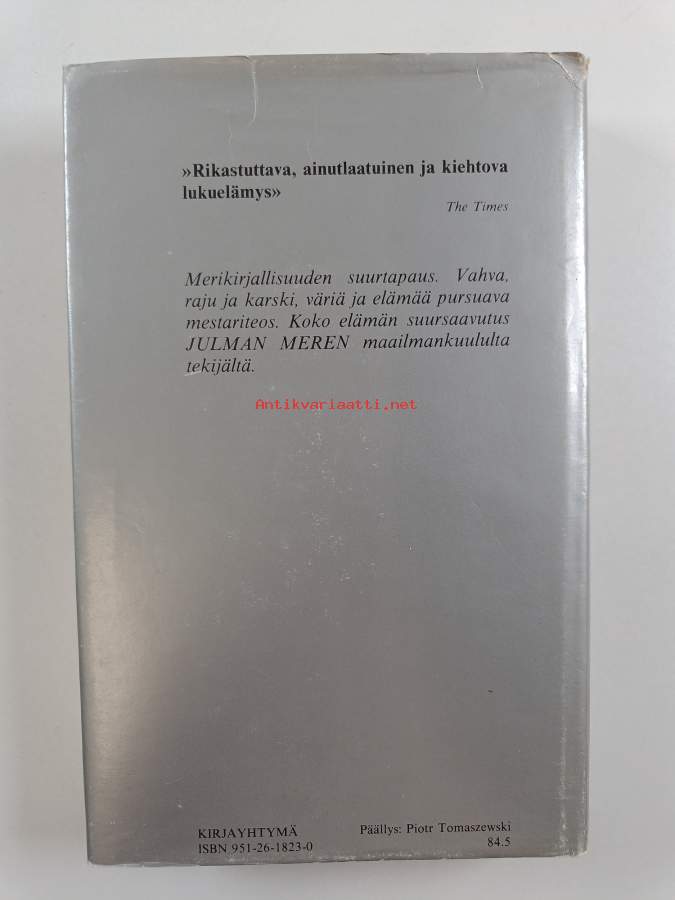 »Rikastuttava, ainutlaatuinen ja kiehtova
lukuelämys»
The Times
Merikirjallisuuden suurtapaus. Vahva,
raju ja karski, väriä ja elämää pursuava
mestariteos. Koko elämän suursaavutus
JULMAN MEREN maailmankuululta
tekijältä.
Antikvariaatti.net
KIRJAYHTYMÄ
ISBN 951-26-1823-0
Päällys: Piotr Tomaszewski
84.5